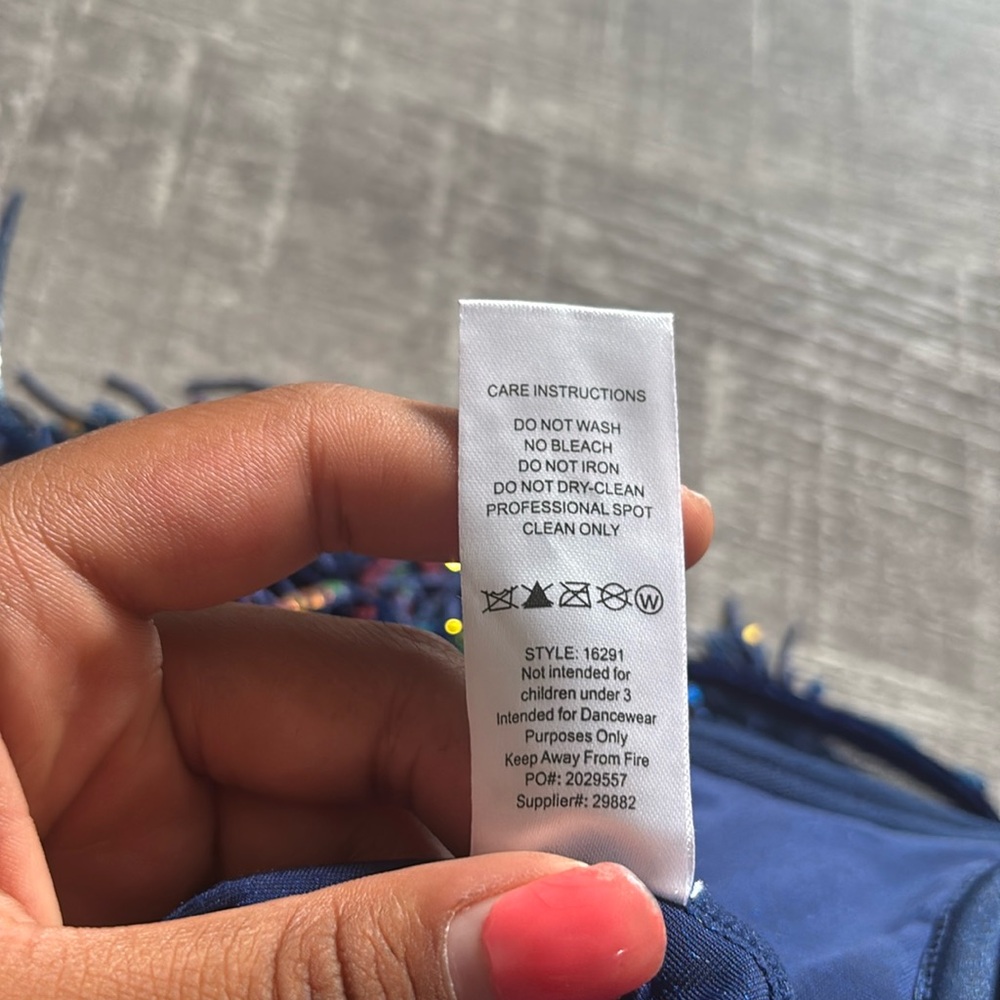 CARE INSTRUCTIONS
DO NOT WASH
NO BLEACH
DO NOT IRON
DO NOT DRY-CLEAN
PROFESSIONAL SPOT
CLEAN ONLY
W
STYLE: 16291
Not intended for
children under 3
Intended for Dancewear
Purposes Only
Keep Away From Fire
PO#: 2029557
Supplier#: 29882